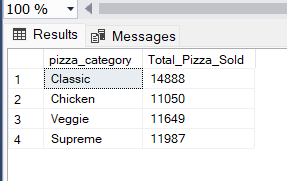 100 %
Results Messages
pizza_category Total_Pizza_Sold
1 Classic 14888
2 Chicken 11050
3 Veggie 11649
4 Supreme 11987